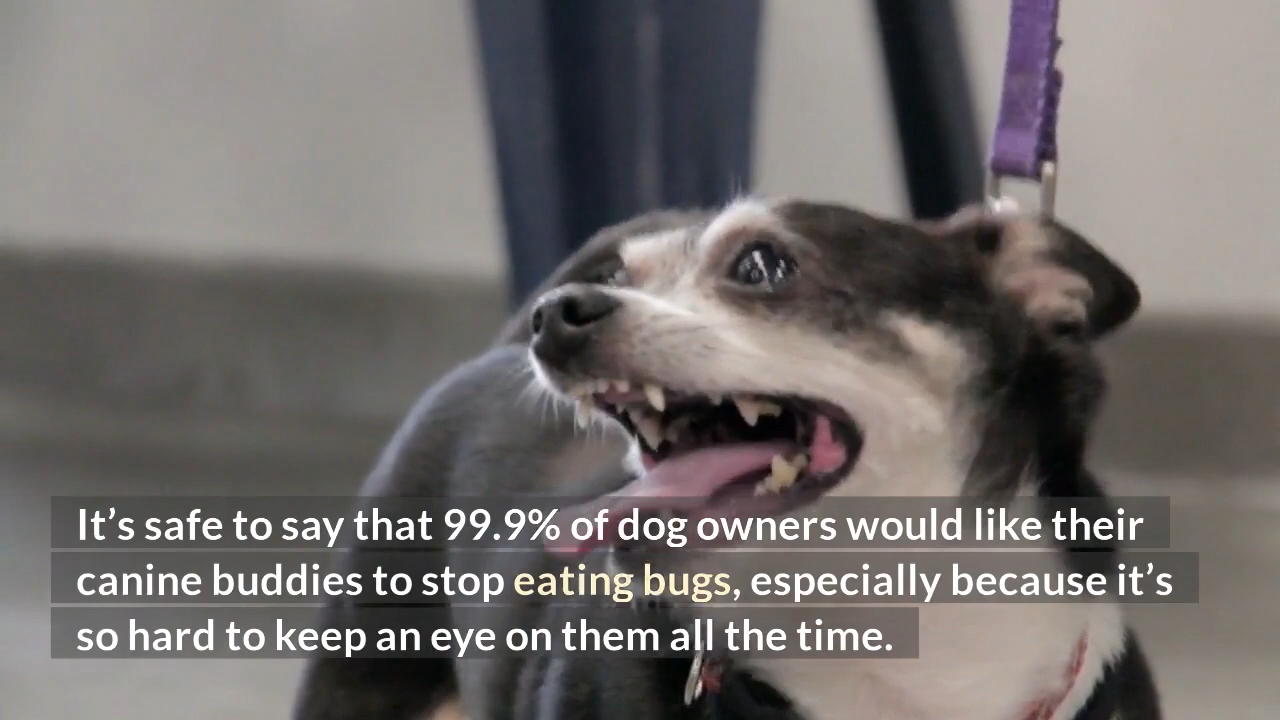 It’s safe to say that 99.9% of dog owners would like their
canine buddies to stop eating bugs, especially because it’s
so hard to keep an eye on them all the time.